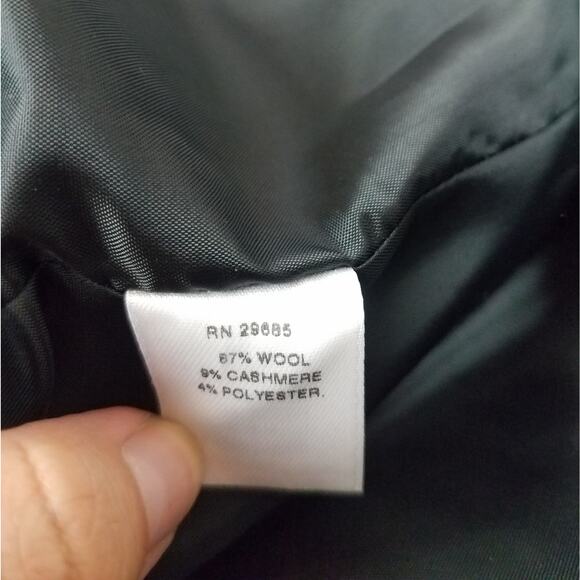 RN 29685
87% WOOL
9% CASHMERE
4% POLYESTER.